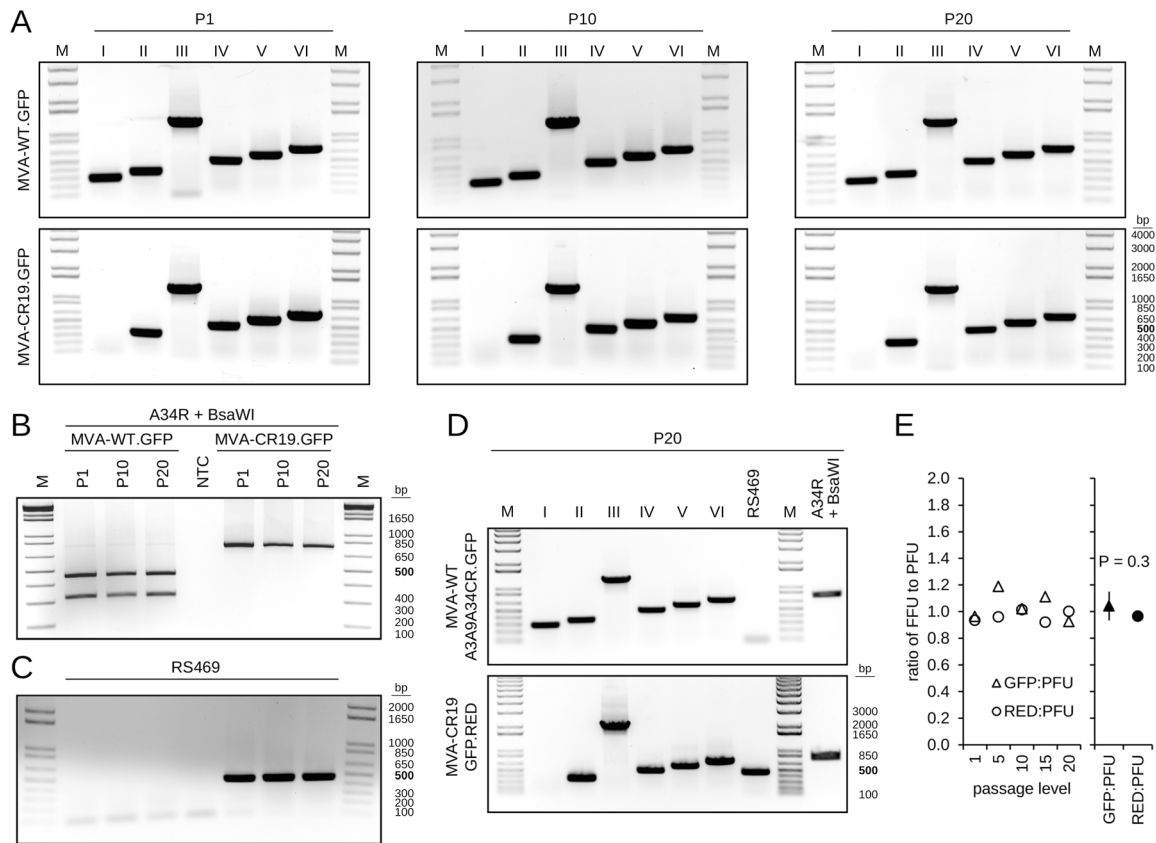 A
P1
P10
P20
M I II III IV V VI M
M I II III IV V VI M
M I II III IV V VI M
MVA-WT.GFP
MVA-CR19.GFP
bp
4000
3000
2000
1650
1000
850
650
500
400
300
200
100
B
A34R + BsaWI
MVA-WT.GFP
MVA-CR19.GFP
M P1 P10 P20 NTC P1 P10 P20 M
bp
1650
1000
850
650
500
400
300
200
100
C
RS469
bp
2000
1650
1000
850
650
500
300
200
100
D
P20
M I II III IV V VI RS469 M A34R
+ BsaWI
MVA-WT
A3A9A34CR.GFP
MVA-CR19
GFP.RED
bp
3000
2000
1650
850
500
100
E
ratio of FFU to PFU
2.0
1.8
1.6
1.4
1.2
1.0
0.8
0.6
0.4
0.2
0.0
P = 0.3
GFP:PFU
RED:PFU
1 5 10 15 20
passage level
GFP:PFU
RED:PFU